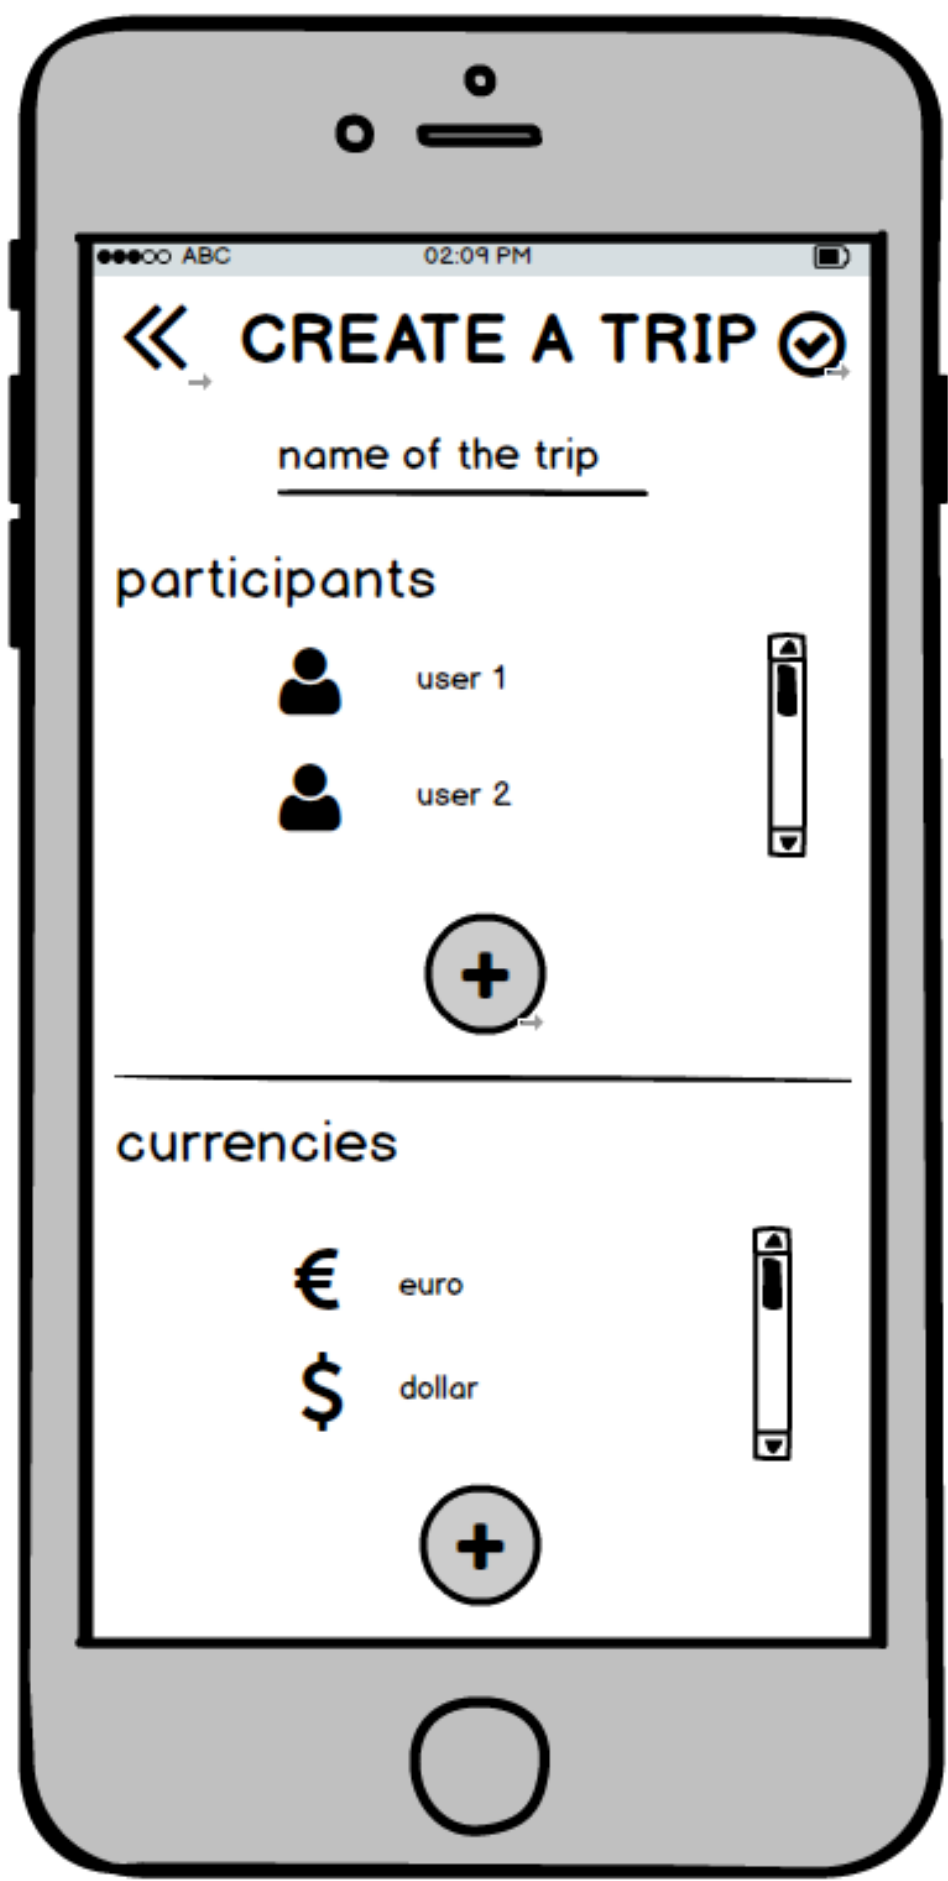 ABC 02:09 PM
CREATE A TRIP
name of the trip
participants
user 1
user 2
+
currencies
€ euro
$ dollar
+